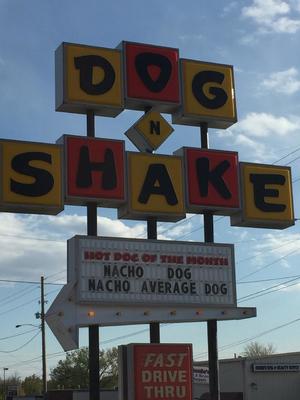 DOG
N
SHAKE
HOT DOG OF THE MONTH
NACHO DOG
NACHO AVERAGE DOG
FAST
DRIVE
THRU